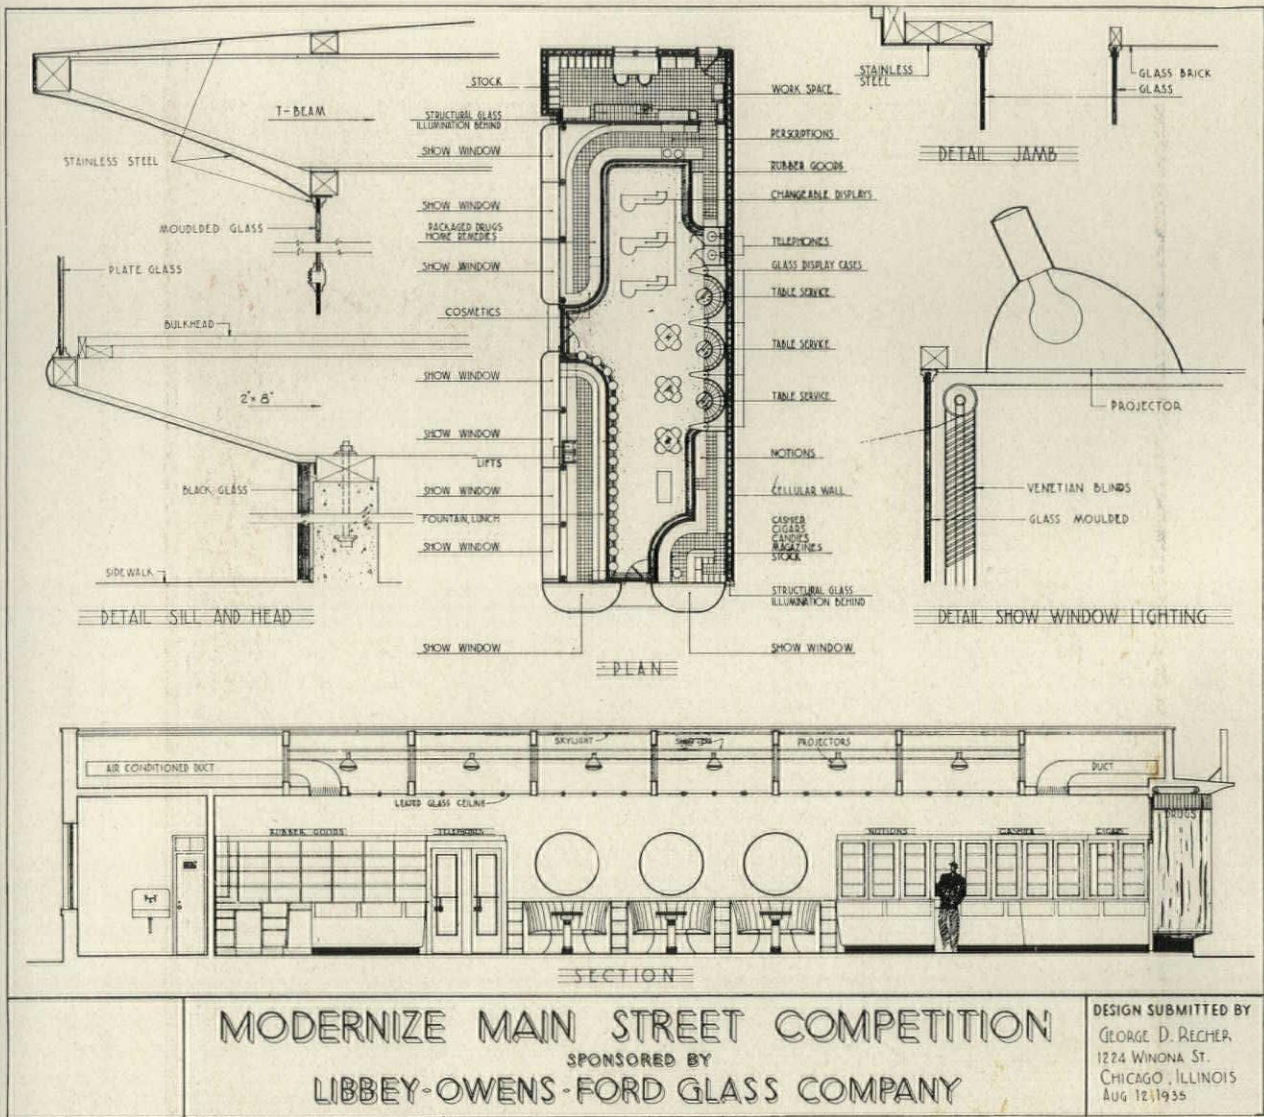 T-BEAM
STAINLESS STEEL
MOUDLDED GLASS
PLATE GLASS
BULKHEAD
2"x 8"
BLACK GLASS
SIDEWALK
DETAIL SILL AND HEAD
STOCK
STRUCTURAL GLASS
ILLUMINATION BEHIND
SHOW WINDOW
SHOW WINDOW
PACKAGED DRUGS
HOME REMEDIES
SHOW WINDOW
COSMETICS
SHOW WINDOW
SHOW WINDOW
LIFTS
SHOW WINDOW
FOUNTAIN, LUNCH
SHOW WINDOW
SHOW WINDOW
WORK SPACE
PERSCRIPTIONS
RUBBER GOODS
CHANGEABLE DISPLAYS
TELEPHONES
GLASS DISPLAY CASES
TABLE SERVICE
TABLE SERVICE
TABLE SERVICE
NOTIONS
CELLULAR WALL
CASHIER
CIGARS
CANDIES
MAGAZINES
STOCK
STRUCTURAL GLASS
ILLUMINATION BEHIND
SHOW WINDOW
PLAN
STAINLESS
STEEL
GLASS BRICK
GLASS
DETAIL JAMB
PROJECTOR
VENETIAN BLINDS
GLASS MOULDED
DETAIL SHOW WINDOW LIGHTING
AIR CONDITIONED DUCT
SKYLIGHT
PROJECTORS
DUCT
LEADED GLASS CEILING
RUBBER GOODS
TELEPHONES
NOTIONS
CASHIER
CIGARS
DRUGS
SECTION
MODERNIZE MAIN STREET COMPETITION
SPONSORED BY
LIBBEY-OWENS-FORD GLASS COMPANY
DESIGN SUBMITTED BY
GEORGE D. RECHER
1224 WINONA ST.
CHICAGO, ILLINOIS
AUG 12, 1935